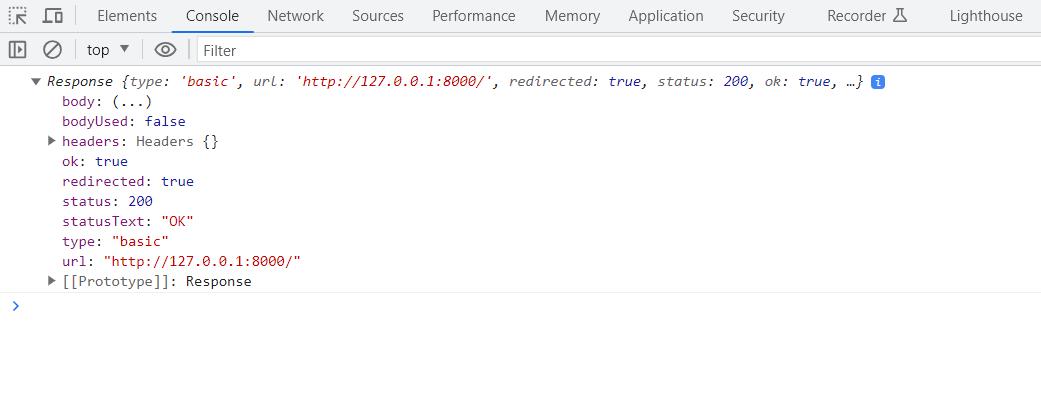 Elements Console Network Sources Performance Memory Application Security Recorder Lighthouse
top Filter
Response {type: 'basic', url: 'http://127.0.0.1:8000/', redirected: true, status: 200, ok: true, …} i
body: (...)
bodyUsed: false
headers: Headers {}
ok: true
redirected: true
status: 200
statusText: "OK"
type: "basic"
url: "http://127.0.0.1:8000/"
[[Prototype]]: Response